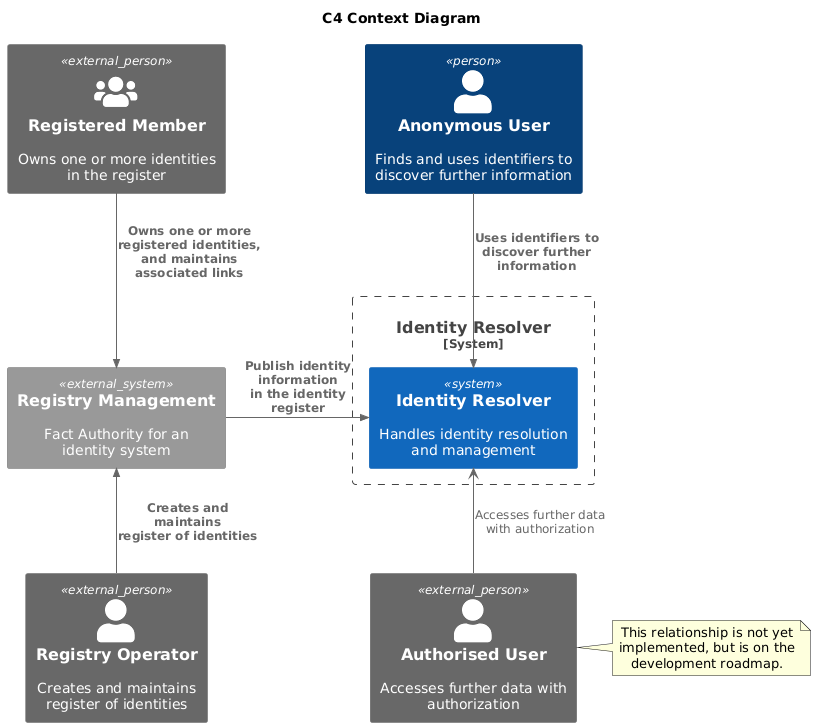 C4 Context Diagram
«external_person»
Registered Member
Owns one or more identities
in the register
«person»
Anonymous User
Finds and uses identifiers to
discover further information
Owns one or more
registered identities,
and maintains
associated links
Uses identifiers to
discover further
information
Identity Resolver
[System]
«external_system»
Registry Management
Fact Authority for an
identity system
Publish identity
information
in the identity
register
«system»
Identity Resolver
Handles identity resolution
and management
Creates and
maintains
register of identities
Accesses further data
with authorization
«external_person»
Registry Operator
Creates and maintains
register of identities
«external_person»
Authorised User
Accesses further data with
authorization
This relationship is not yet
implemented, but is on the
development roadmap.